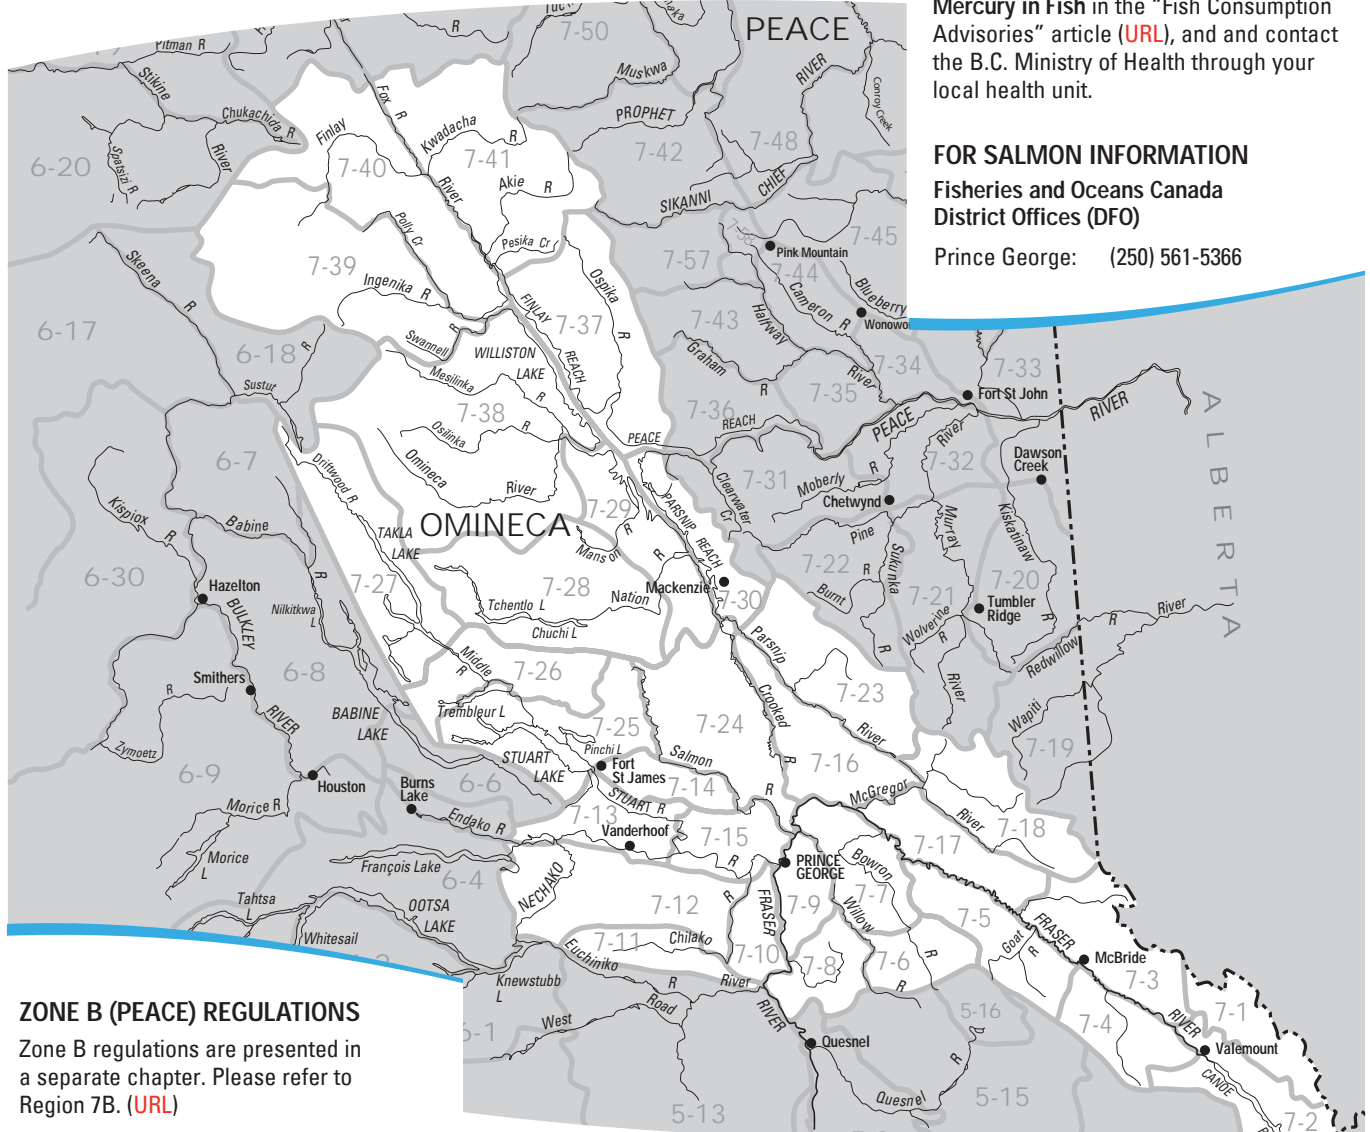 Mercury in Fish in the "Fish Consumption
Advisories" article (URL), and and contact
the B.C. Ministry of Health through your
local health unit.
FOR SALMON INFORMATION
Fisheries and Oceans Canada
District Offices (DFO)
Prince George: (250) 561-5366
PEACE
7-50
Pitman R
Stikine
Chukachida R
River
Spatsizi R
6-20
Fox R
Finlay
7-40
Kwadacha R
7-41
Akie R
River
Muskwa
PROPHET
7-42
7-48
RIVER
Conroy Creek
SIKANNI
CHIEF
Polly Cr
Pesika Cr
7-58
Pink Mountain
7-45
7-57
7-44
Skeena R
7-39
Ingenika R
Swannell R
FINLAY
REACH
7-37
Ospika R
Cameron R
Blueberry
Halfway
River
7-43
7-34
7-33
6-17
6-18
R
Sustut
WILLISTON
LAKE
Mesilinka R
7-38
Osilinka R
Omineca
River
Graham R
7-35
7-36
REACH
PEACE
PEACE
RIVER
Fort St John
ALBERTA
6-7
Driftwood R
TAKLA
LAKE
7-27
OMINECA
7-29
Manson R
PARSNIP
REACH
Clearwater
Cr
7-31
Moberly R
River
7-32
Dawson
Creek
Chetwynd
Kispiox R
Babine R
6-30
Hazelton
BULKLEY
RIVER
Nilkitkwa
L
7-28
Tchentlo L
Chuchi L
Nation R
Mackenzie
7-30
Pine
7-22
R
Burnt
Sukunka
R
Murray
River
7-21
Kiskatinaw
R
7-20
Tumbler
Ridge
Wolverine
R
Redwillow R
River
Wapiti
7-19
Smithers
6-8
R
Zymoetz
BABINE
LAKE
Middle
R
7-26
Trembleur L
7-25
Pinchi L
STUART
LAKE
Parsnip
River
7-23
Crooked
R
7-24
Salmon
R
7-16
McGregor
River
6-9
Houston
Burns
Lake
6-6
Fort
St James
7-14
STUART R
7-13
Vanderhoof
7-15
R
Morice R
Morice
L
Endako R
François Lake
6-4
NECHAKO
R
PRINCE
GEORGE
7-17
7-18
Bowron
R
7-7
Willow
R
Tahtsa
L
OOTSA
LAKE
Whitesail
7-12
FRASER
7-9
7-5
Goat
R
FRASER
RIVER
McBride
7-3
7-11
Chilako
R
7-10
7-8
7-6
Euchiniko
R
River
Knewstubb
L
West
Road
RIVER
6-1
Quesnel
5-16
7-4
7-1
Valemount
CANOE
7-2
5-13
Quesnel
R
5-15
ZONE B (PEACE) REGULATIONS
Zone B regulations are presented in
a separate chapter. Please refer to
Region 7B. (URL)